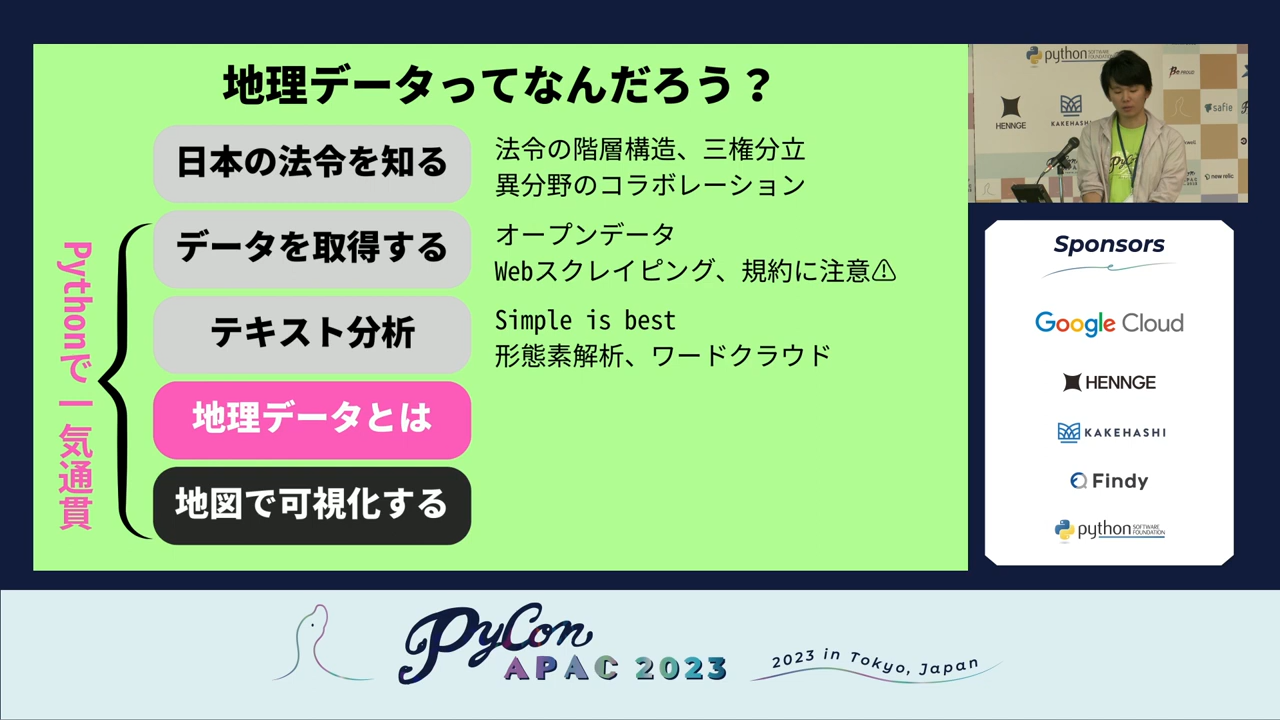 地理データってなんだろう？
日本の法令を知る
法令の階層構造、三権分立
異分野のコラボレーション
データを取得する
オープンデータ
Webスクレイピング、規約に注意⚠
テキスト分析
Simple is best
形態素解析、ワードクラウド
地理データとは
地図で可視化する
Pythonで一気通貫
python
SOFTWARE
FOUNDATION
HENNGE
KAKEHASHI
safie
new relic
Sponsors
Google Cloud
HENNGE
KAKEHASHI
Findy
python
SOFTWARE
FOUNDATION
PyCon
APAC 2023
2023 in Tokyo, Japan